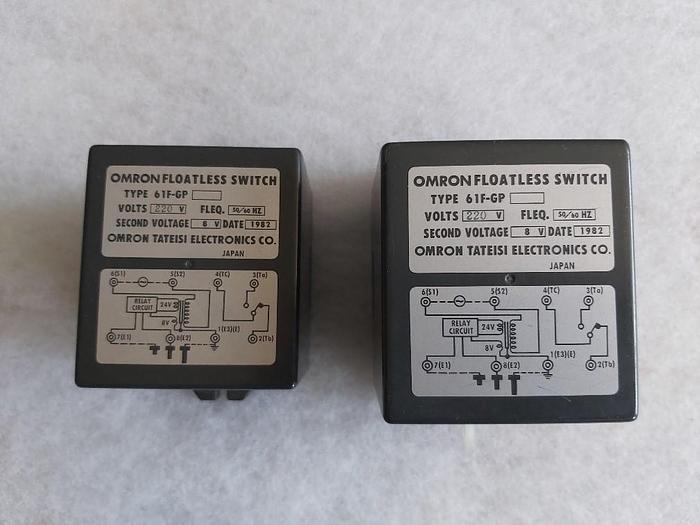 OMRON FLOATLESS SWITCH
TYPE 61F-GP
VOLTS 220 V FLEQ. 50/60 HZ
SECOND VOLTAGE 8 V DATE 1982
OMRON TATEISI ELECTRONICS CO.
JAPAN
6(S1) 5(S2) 4(TC) 3(Ta)
RELAY CIRCUIT 24V
8V
7(E1) 8(E2) 1(E3)(E) 2(Tb)
OMRON FLOATLESS SWITCH
TYPE 61F-GP
VOLTS 220 V FLEQ. 50/60 HZ
SECOND VOLTAGE 8 V DATE 1982
OMRON TATEISI ELECTRONICS CO.
JAPAN
6(S1) 5(S2) 4(TC) 3(Ta)
RELAY CIRCUIT 24V
8V
7(E1) 8(E2) 1(E3)(E) 2(Tb)